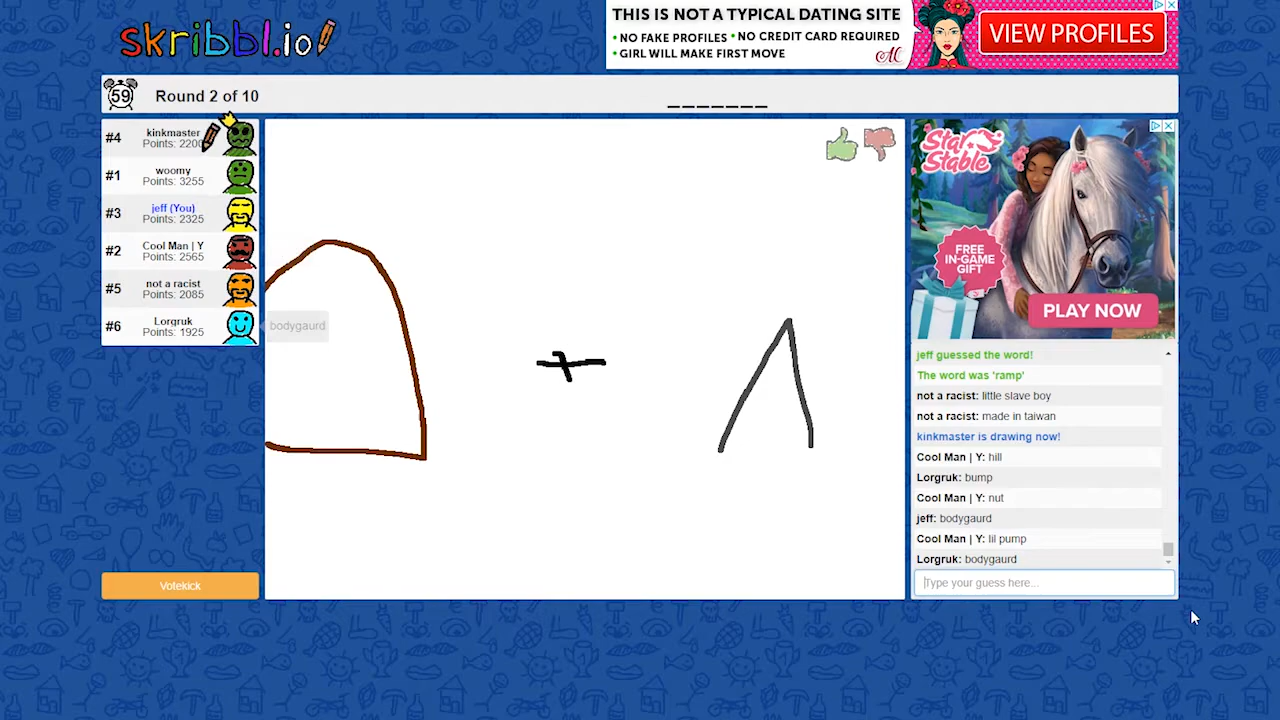 skribbl.io
THIS IS NOT A TYPICAL DATING SITE
• NO FAKE PROFILES • NO CREDIT CARD REQUIRED
• GIRL WILL MAKE FIRST MOVE
VIEW PROFILES
59
Round 2 of 10
_______
#4 kinkmaster
Points: 2200
#1 woomy
Points: 3255
#3 jeff (You)
Points: 2325
#2 Cool Man | Y
Points: 2565
#5 not a racist
Points: 2085
#6 Lorgruk
Points: 1925
bodygaurd
Votekick
+
Star
Stable
FREE
IN-GAME
GIFT
PLAY NOW
jeff guessed the word!
The word was 'ramp'
not a racist: little slave boy
not a racist: made in taiwan
kinkmaster is drawing now!
Cool Man | Y: hill
Lorgruk: bump
Cool Man | Y: nut
jeff: bodygaurd
Cool Man | Y: lil pump
Lorgruk: bodygaurd
Type your guess here...